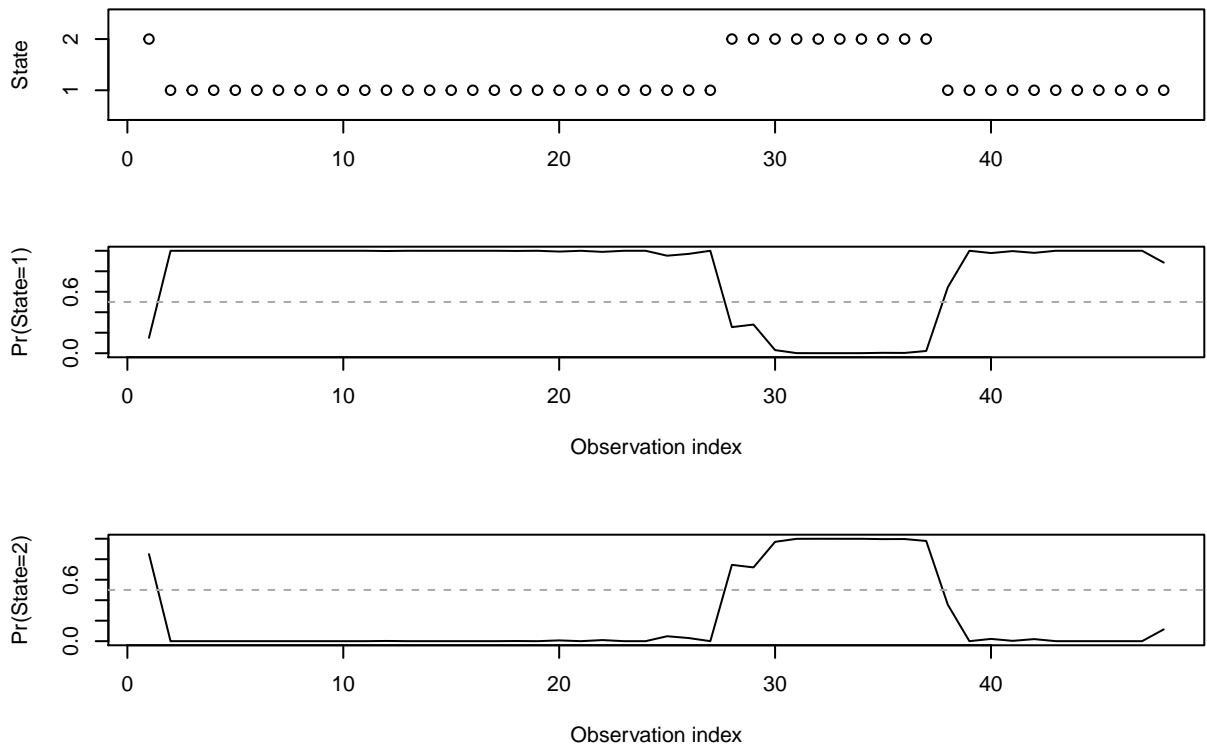 State
2
1
0 10 20 30 40
Pr(State=1)
0.6
0.0
0 10 20 30 40
Observation index
Pr(State=2)
0.6
0.0
0 10 20 30 40
Observation index